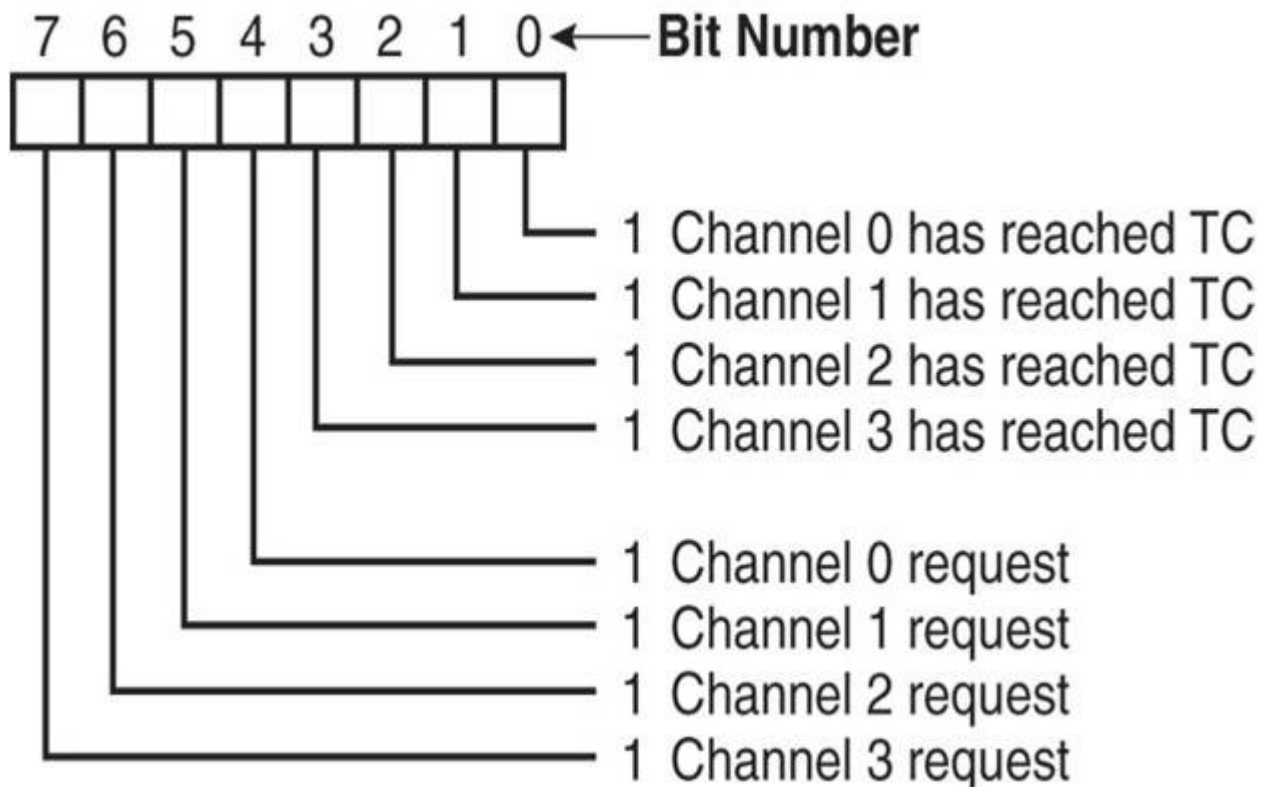 7 6 5 4 3 2 1 0 Bit Number
1 Channel 0 has reached TC
1 Channel 1 has reached TC
1 Channel 2 has reached TC
1 Channel 3 has reached TC
1 Channel 0 request
1 Channel 1 request
1 Channel 2 request
1 Channel 3 request